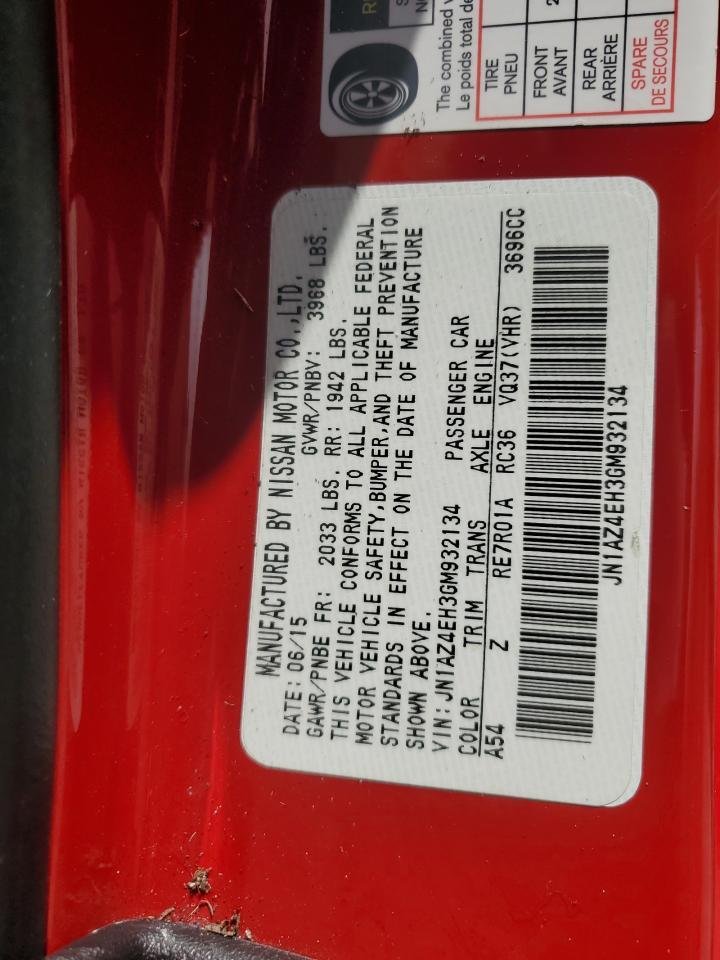 MANUFACTURED BY NISSAN MOTOR CO.,LTD.
DATE: 06/15 GVWR/PNBV: 3968 LBS.
GAWR/PNBE FR: 2033 LBS. RR: 1942 LBS.
THIS VEHICLE CONFORMS TO ALL APPLICABLE FEDERAL
MOTOR VEHICLE SAFETY,BUMPER,AND THEFT PREVENTION
STANDARDS IN EFFECT ON THE DATE OF MANUFACTURE
SHOWN ABOVE.
VIN: JN1AZ4EH3GM932134 PASSENGER CAR
COLOR TRIM TRANS AXLE ENGINE
A54 Z RE7R01A RC36 VQ37(VHR) 3696CC
JN1AZ4EH3GM932134
The combined
Le poids total
TIRE
PNEU
FRONT
AVANT
REAR
ARRIÈRE
SPARE
DE SECOURS